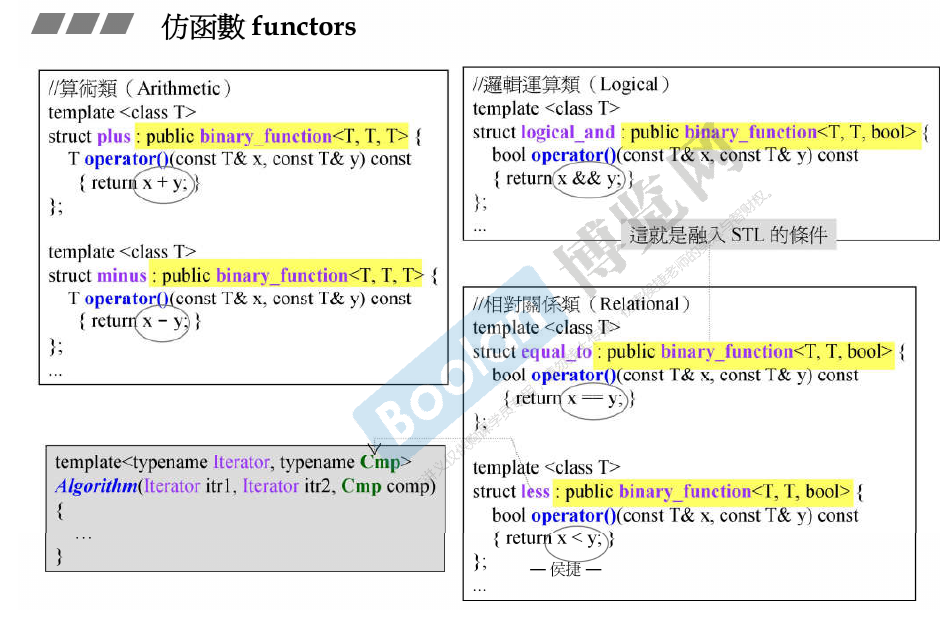 仿函數 functors
//算術類（Arithmetic）
template <class T>
struct plus : public binary_function<T, T, T> {
T operator()(const T& x, const T& y) const
{ return x + y; }
};
template <class T>
struct minus : public binary_function<T, T, T> {
T operator()(const T& x, const T& y) const
{ return x − y; }
};
...
//邏輯運算類（Logical）
template <class T>
struct logical_and : public binary_function<T, T, bool> {
bool operator()(const T& x, const T& y) const
{ return x && y; }
};
...
這就是融入 STL 的條件
//相對關係類（Relational）
template <class T>
struct equal_to : public binary_function<T, T, bool> {
bool operator()(const T& x, const T& y) const
{ return x == y; }
};
template <class T>
struct less : public binary_function<T, T, bool> {
bool operator()(const T& x, const T& y) const
{ return x < y; }
};
...
— 侯捷 —
template<typename Iterator, typename Cmp>
Algorithm(Iterator itr1, Iterator itr2, Cmp comp)
{
...
}
Boolan
博览网